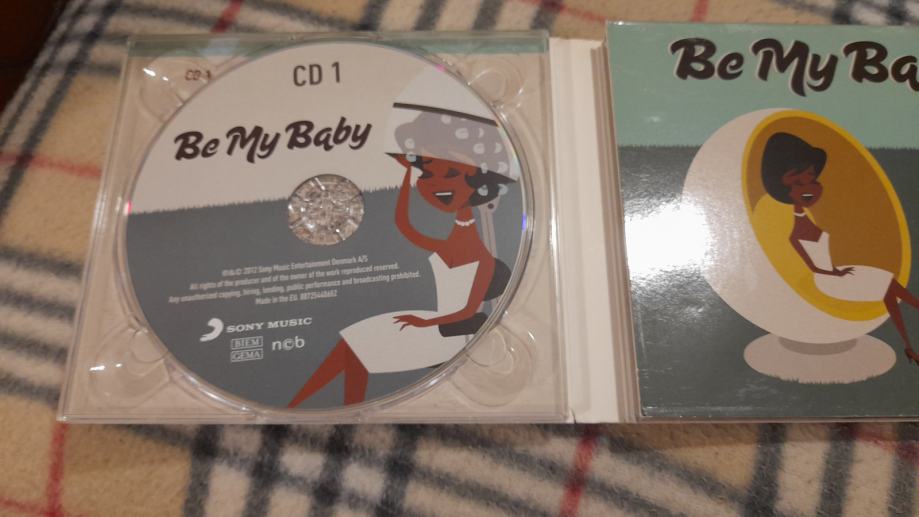 CD 1
Be My Baby
℗&© 2012 Sony Music Entertainment Denmark A/S
All rights of the producer and of the owner of the work reproduced reserved.
Any unauthorized copying, hiring, lending, public performance and broadcasting prohibited.
Made in the EU. 88725440602
SONY MUSIC
BIEM
GEMA
n©b
CD 1
Be My Ba